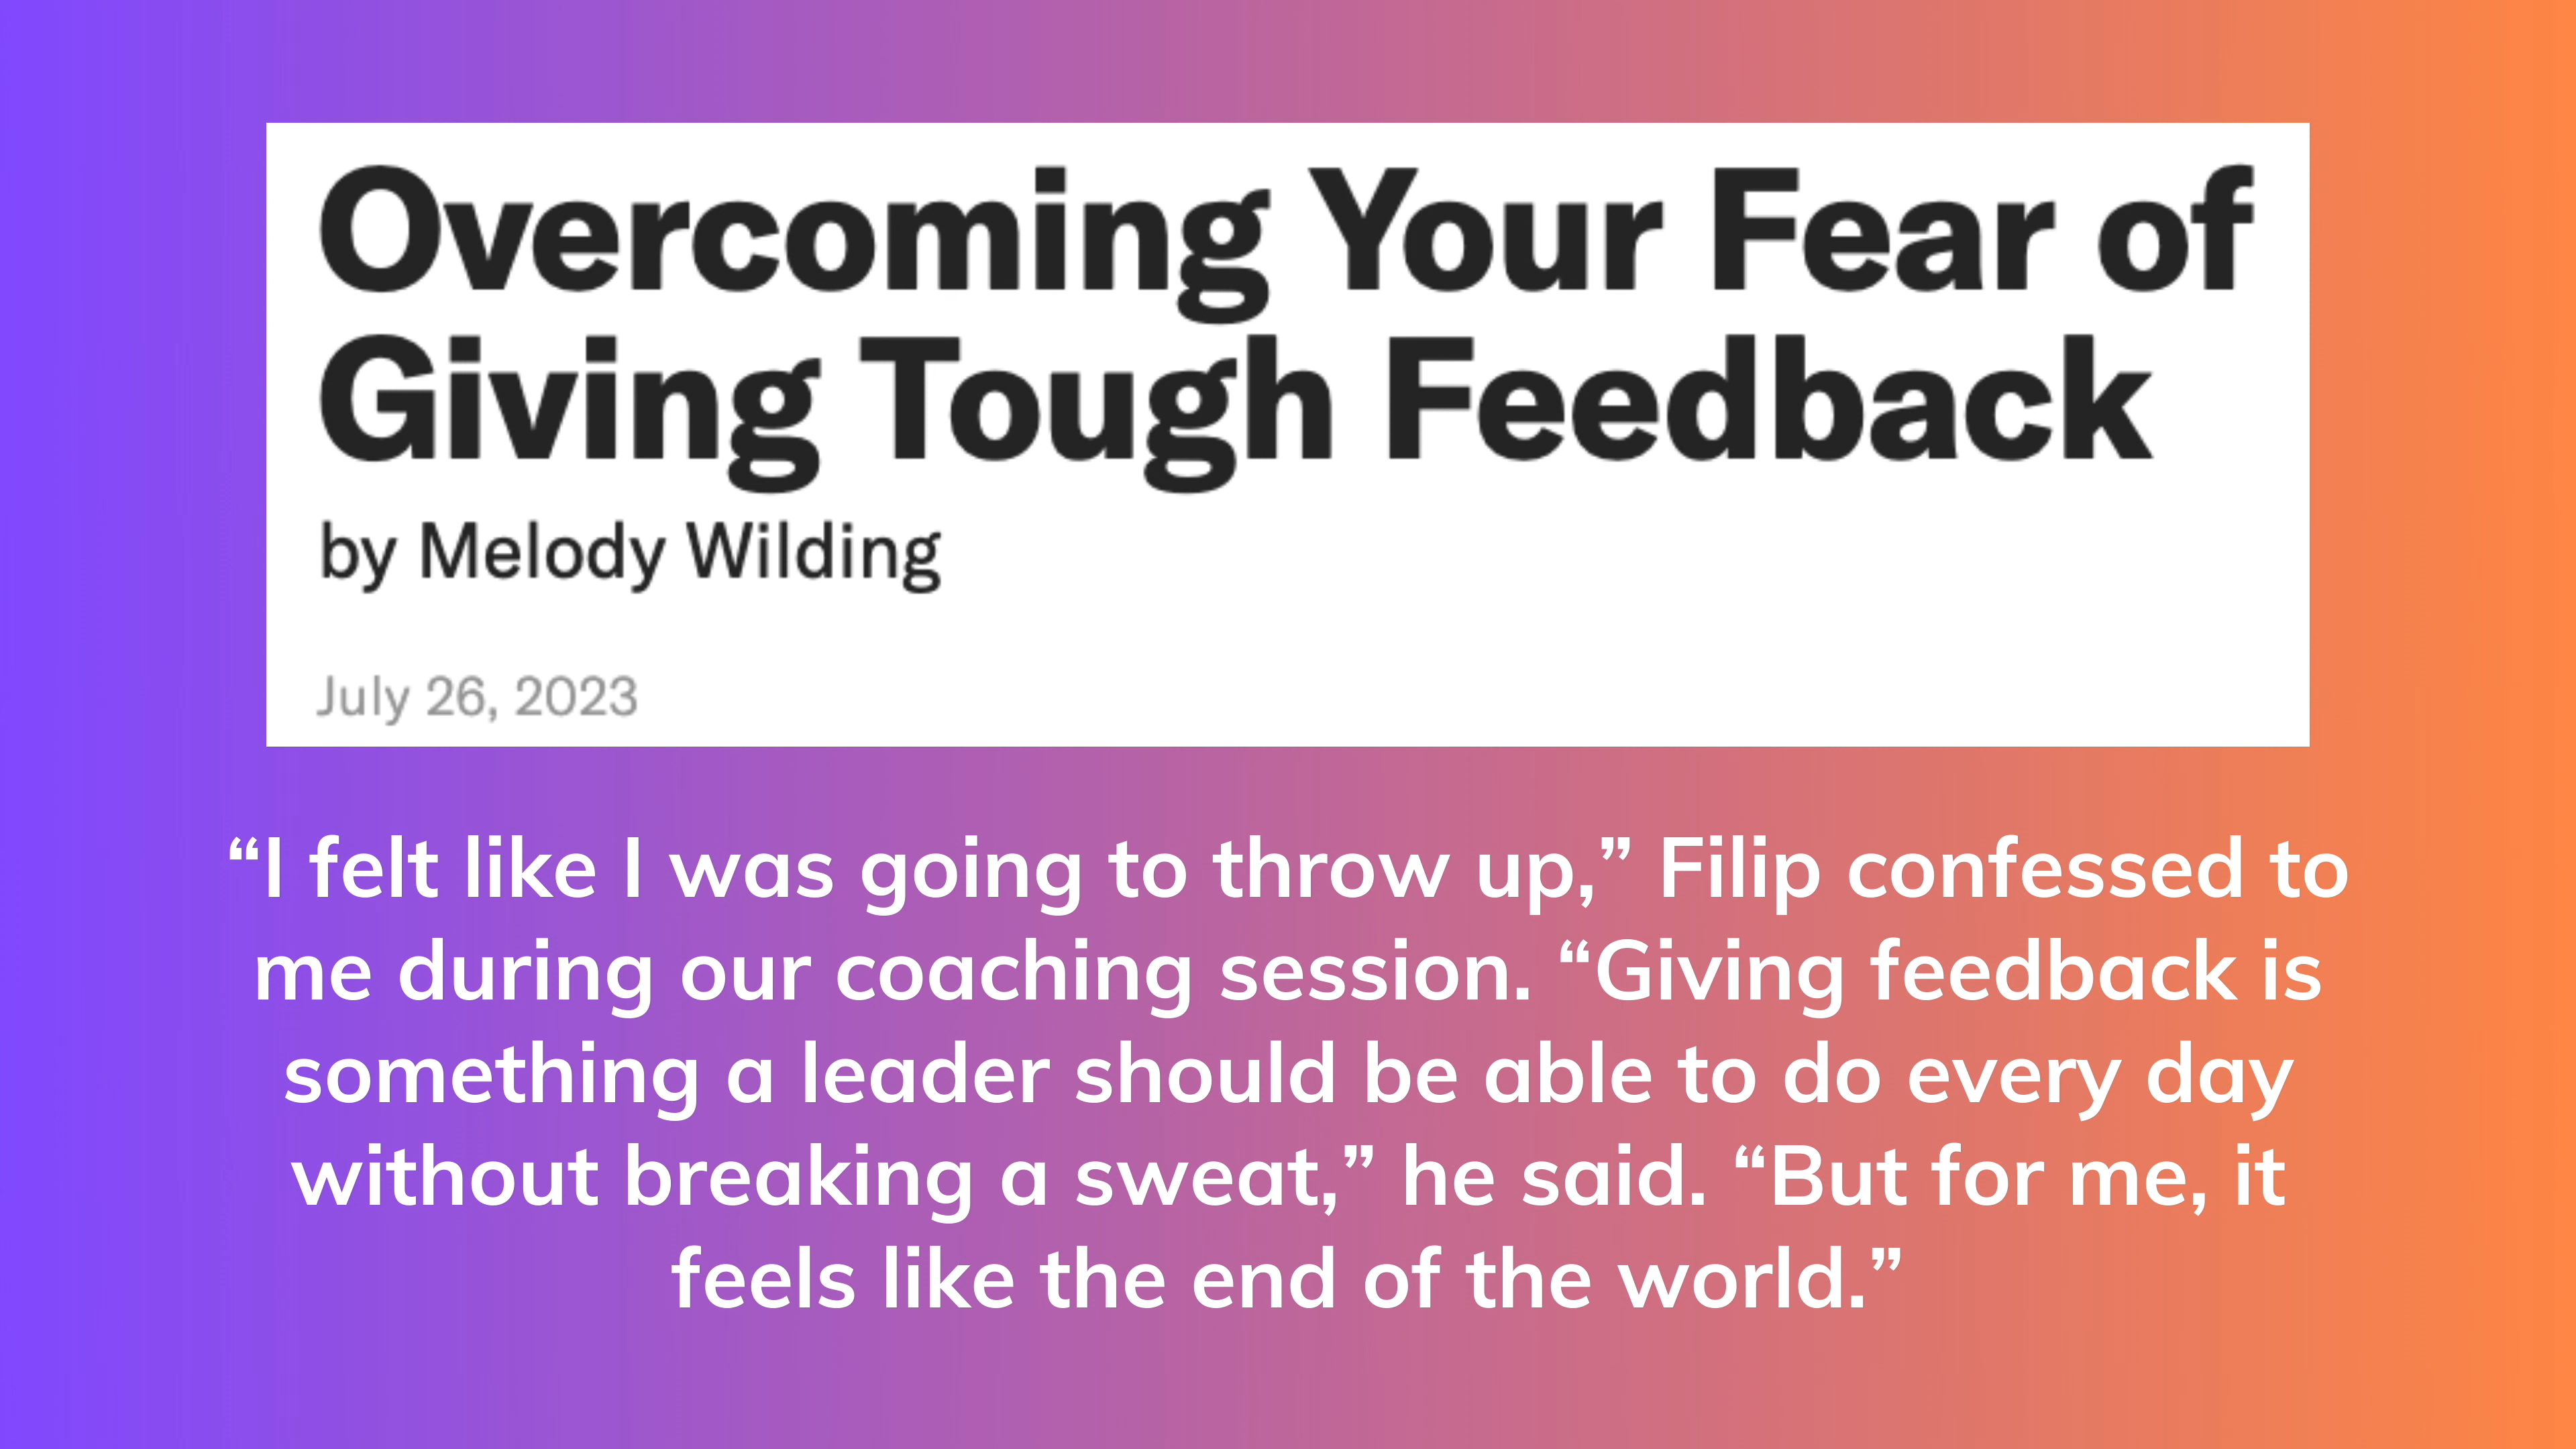 Overcoming Your Fear of
Giving Tough Feedback
by Melody Wilding
July 26, 2023
“I felt like I was going to throw up,” Filip confessed to
me during our coaching session. “Giving feedback is
something a leader should be able to do every day
without breaking a sweat,” he said. “But for me, it
feels like the end of the world.”